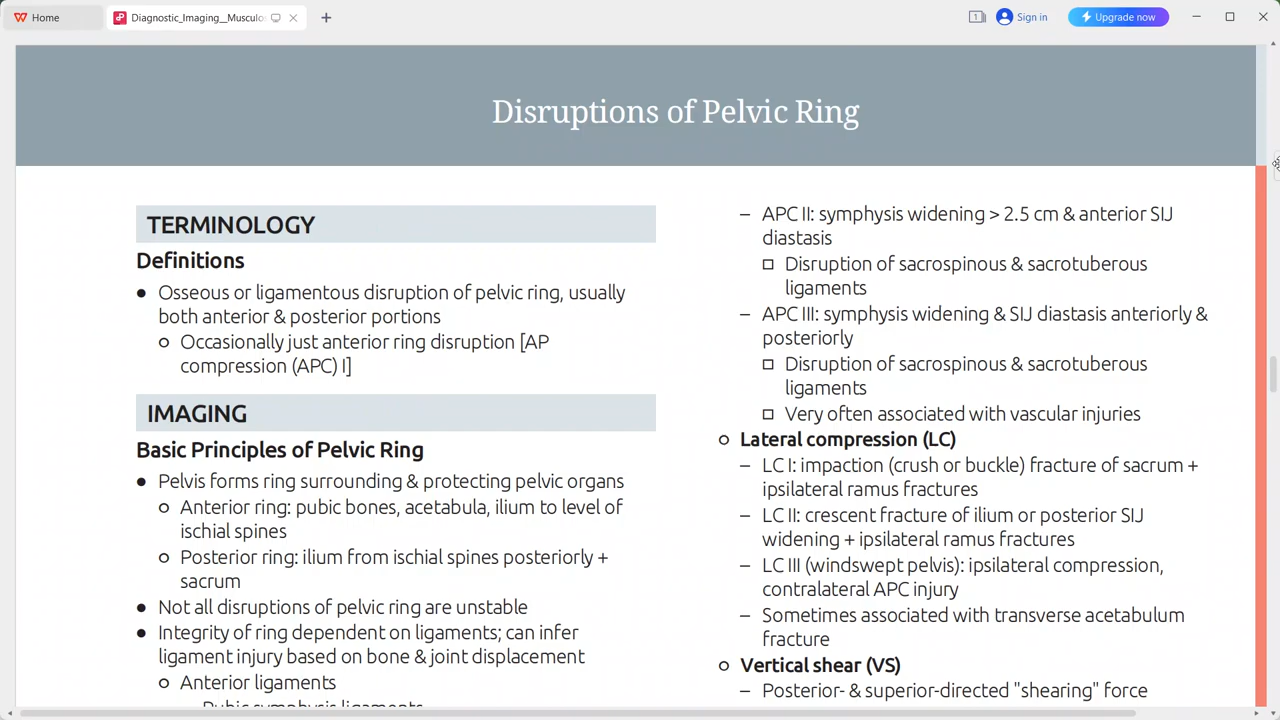 Home
Diagnostic_Imaging__Musculos
1
Sign in
Upgrade now
Disruptions of Pelvic Ring
TERMINOLOGY
Definitions
● Osseous or ligamentous disruption of pelvic ring, usually
both anterior & posterior portions
○ Occasionally just anterior ring disruption [AP
compression (APC) I]
IMAGING
Basic Principles of Pelvic Ring
● Pelvis forms ring surrounding & protecting pelvic organs
○ Anterior ring: pubic bones, acetabula, ilium to level of
ischial spines
○ Posterior ring: ilium from ischial spines posteriorly +
sacrum
● Not all disruptions of pelvic ring are unstable
● Integrity of ring dependent on ligaments; can infer
ligament injury based on bone & joint displacement
○ Anterior ligaments
Pubic symphysis ligaments
– APC II: symphysis widening > 2.5 cm & anterior SIJ
diastasis
□ Disruption of sacrospinous & sacrotuberous
ligaments
– APC III: symphysis widening & SIJ diastasis anteriorly &
posteriorly
□ Disruption of sacrospinous & sacrotuberous
ligaments
□ Very often associated with vascular injuries
○ Lateral compression (LC)
– LC I: impaction (crush or buckle) fracture of sacrum +
ipsilateral ramus fractures
– LC II: crescent fracture of ilium or posterior SIJ
widening + ipsilateral ramus fractures
– LC III (windswept pelvis): ipsilateral compression,
contralateral APC injury
– Sometimes associated with transverse acetabulum
fracture
○ Vertical shear (VS)
– Posterior- & superior-directed "shearing" force